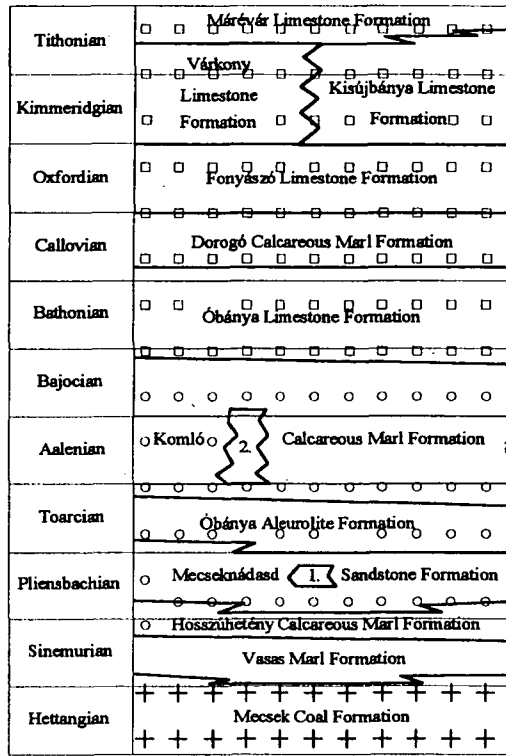 Tithonian
Márévár Limestone Formation
Várkony
Limestone
Formation
Kisújbánya Limestone
Formation
Kimmeridgian
Oxfordian
Fonyászó Limestone Formation
Callovian
Dorogó Calcareous Marl Formation
Bathonian
Óbánya Limestone Formation
Bajocian
Aalenian
Komló
2.
Calcareous Marl Formation
Toarcian
Óbánya Aleurolite Formation
Pliensbachian
Mecseknádasd
1.
Sandstone Formation
Hosszúhetény Calcareous Marl Formation
Sinemurian
Vasas Marl Formation
Hettangian
Mecsek Coal Formation